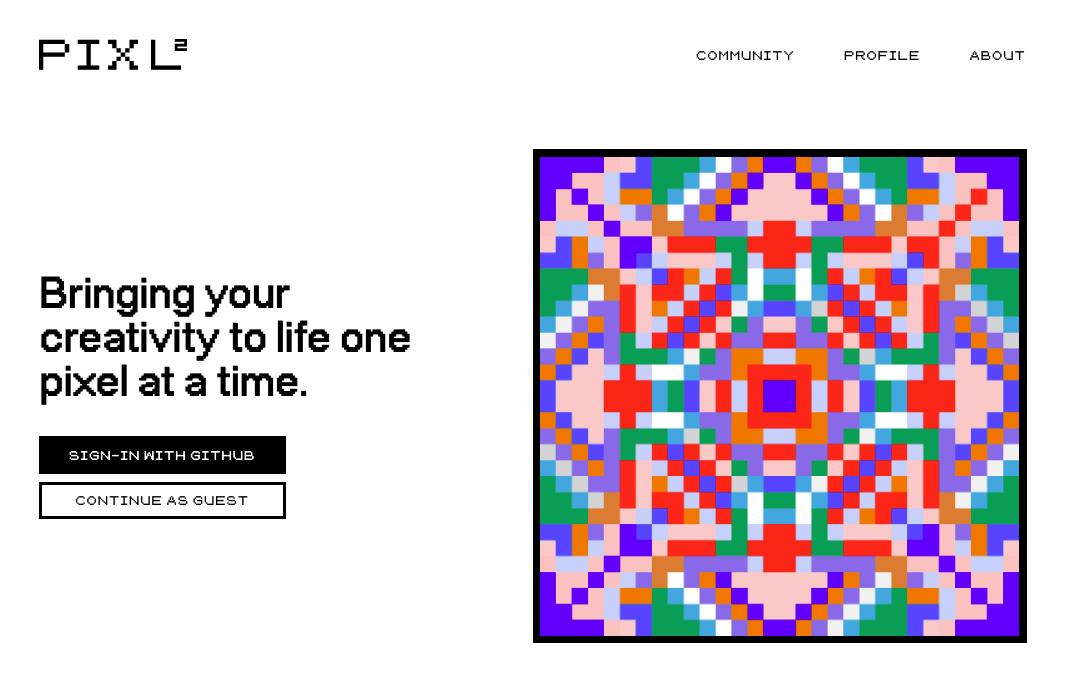 PIXL²
COMMUNITY PROFILE ABOUT
Bringing your
creativity to life one
pixel at a time.
SIGN-IN WITH GITHUB
CONTINUE AS GUEST